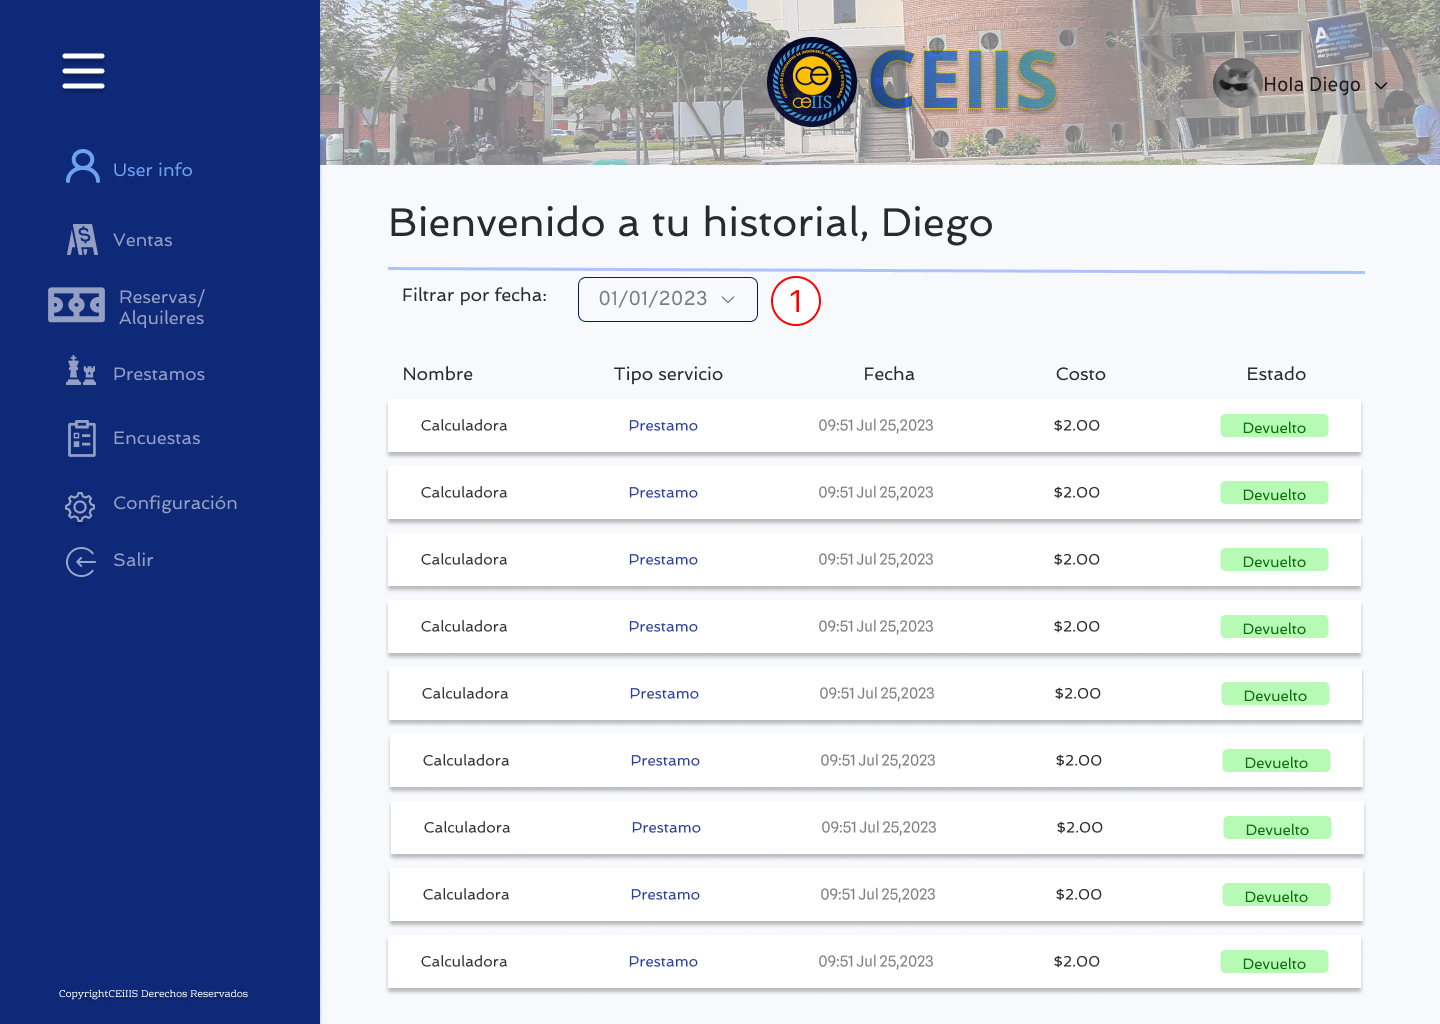 ce
ceIIS
CEIIS
Hola Diego
User info
Ventas
Reservas/
Alquileres
Prestamos
Encuestas
Configuración
Salir
CopyrightCEiIIS Derechos Reservados
Bienvenido a tu historial, Diego
Filtrar por fecha: 01/01/2023 1
Nombre Tipo servicio Fecha Costo Estado
Calculadora Prestamo 09:51 Jul 25,2023 $2.00 Devuelto
Calculadora Prestamo 09:51 Jul 25,2023 $2.00 Devuelto
Calculadora Prestamo 09:51 Jul 25,2023 $2.00 Devuelto
Calculadora Prestamo 09:51 Jul 25,2023 $2.00 Devuelto
Calculadora Prestamo 09:51 Jul 25,2023 $2.00 Devuelto
Calculadora Prestamo 09:51 Jul 25,2023 $2.00 Devuelto
Calculadora Prestamo 09:51 Jul 25,2023 $2.00 Devuelto
Calculadora Prestamo 09:51 Jul 25,2023 $2.00 Devuelto
Calculadora Prestamo 09:51 Jul 25,2023 $2.00 Devuelto